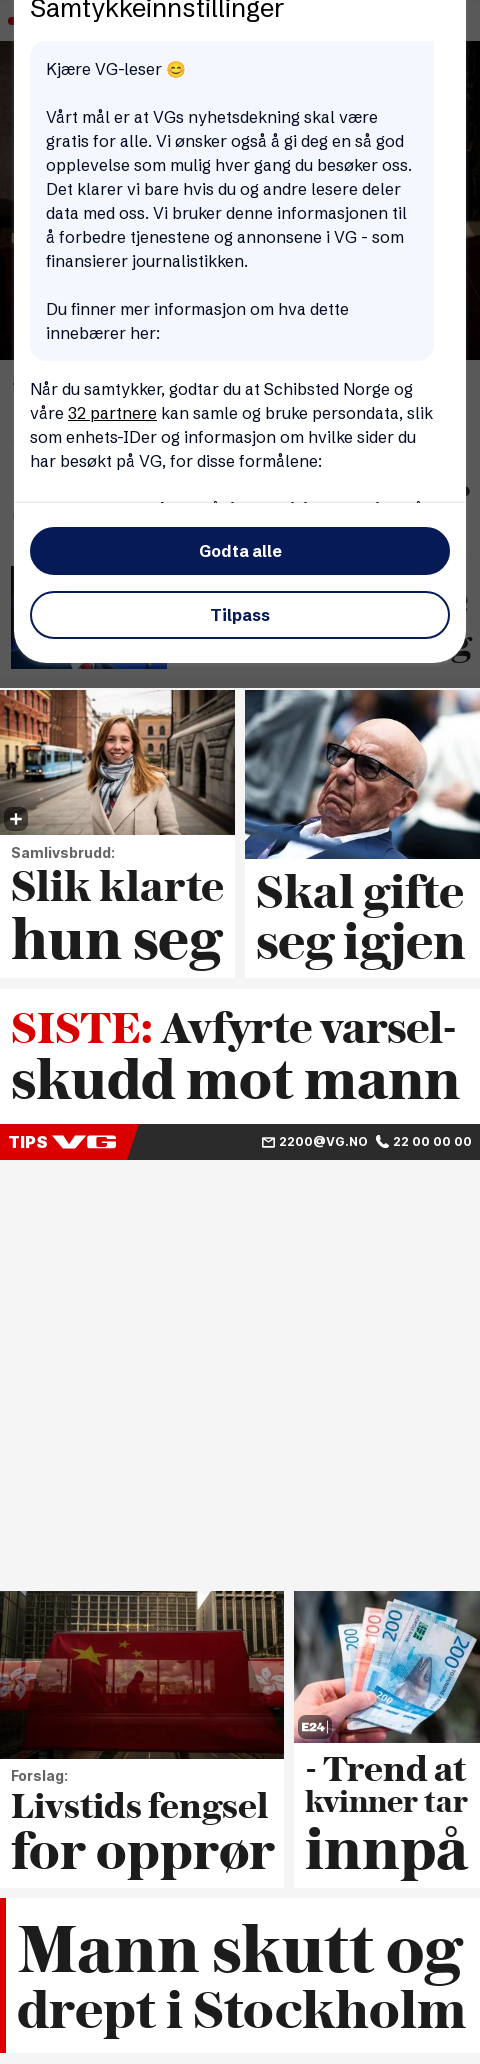 Samtykkeinnstillinger
Kjære VG-leser 😊
Vårt mål er at VGs nyhetsdekning skal være
gratis for alle. Vi ønsker også å gi deg en så god
opplevelse som mulig hver gang du besøker oss.
Det klarer vi bare hvis du og andre lesere deler
data med oss. Vi bruker denne informasjonen til
å forbedre tjenestene og annonsene i VG - som
finansierer journalistikken.
Du finner mer informasjon om hva dette
innebærer her:
Når du samtykker, godtar du at Schibsted Norge og
våre 32 partnere kan samle og bruke persondata, slik
som enhets-IDer og informasjon om hvilke sider du
har besøkt på VG, for disse formålene:
Godta alle
Tilpass
Samlivsbrudd:
Slik klarte
hun seg
Skal gifte
seg igjen
SISTE: Avfyrte varsel-
skudd mot mann
TIPS VG
2200@VG.NO 22 00 00 00
Forslag:
Livstids fengsel
for opprør
200 100 200 200
E24
- Trend at
kvinner tar
innpå
Mann skutt og
drept i Stockholm